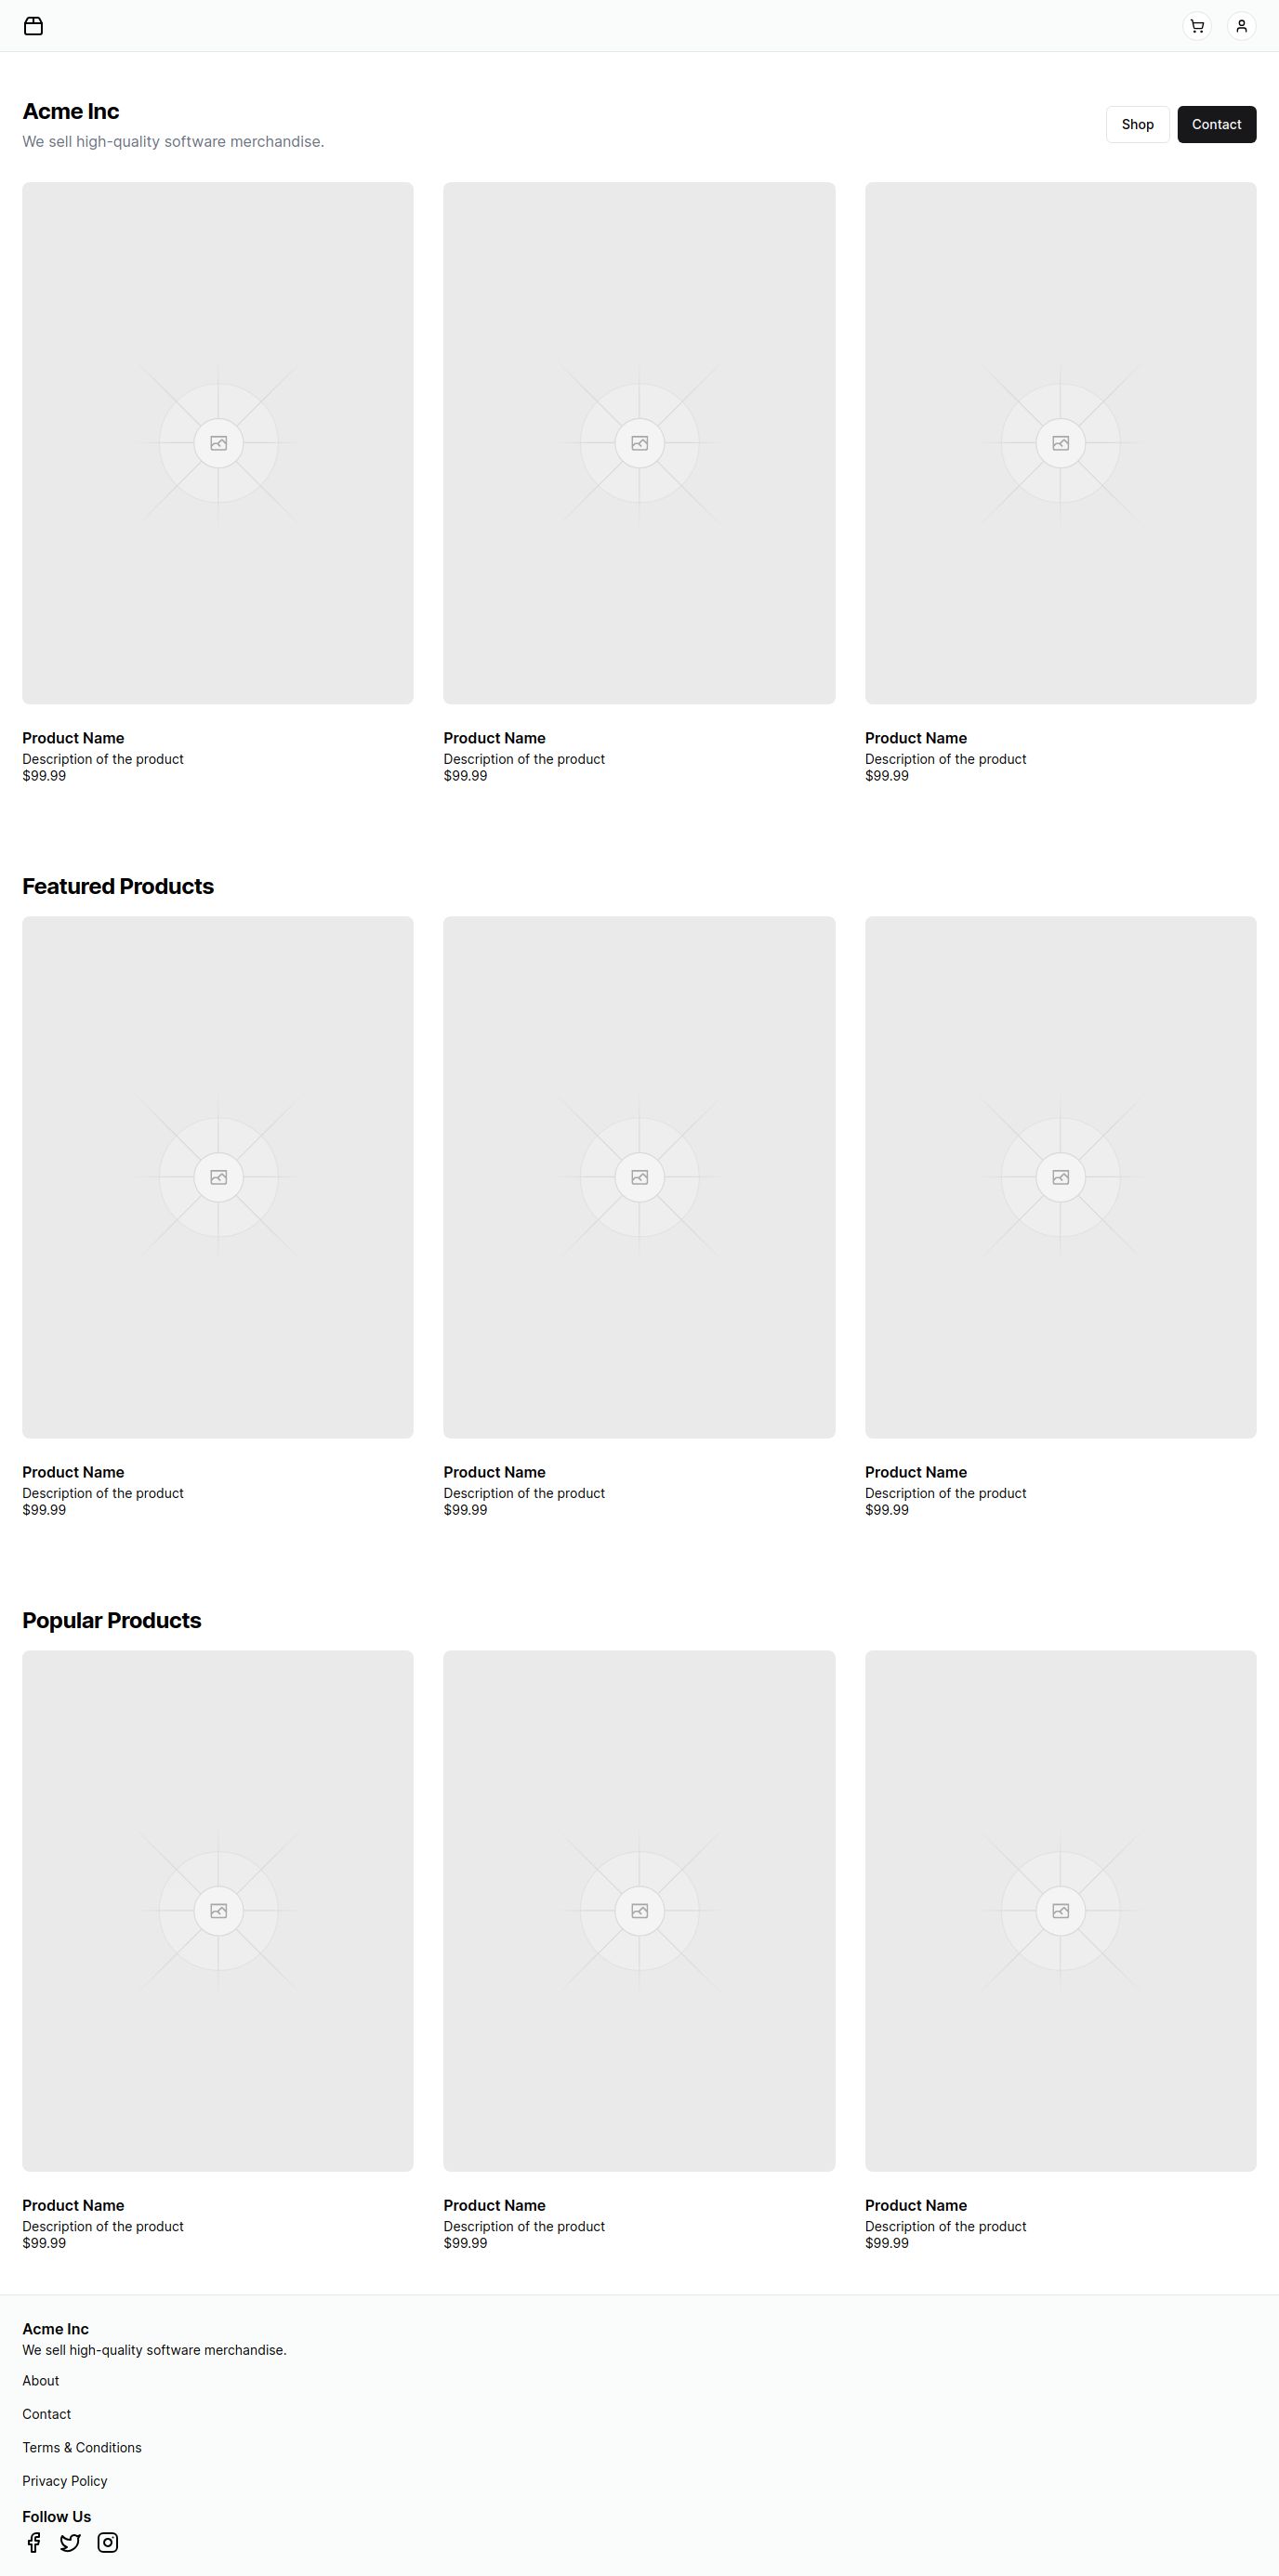 Acme Inc
We sell high-quality software merchandise.
Shop
Contact
Product Name
Description of the product
$99.99
Product Name
Description of the product
$99.99
Product Name
Description of the product
$99.99
Featured Products
Product Name
Description of the product
$99.99
Product Name
Description of the product
$99.99
Product Name
Description of the product
$99.99
Popular Products
Product Name
Description of the product
$99.99
Product Name
Description of the product
$99.99
Product Name
Description of the product
$99.99
Acme Inc
We sell high-quality software merchandise.
About
Contact
Terms & Conditions
Privacy Policy
Follow Us